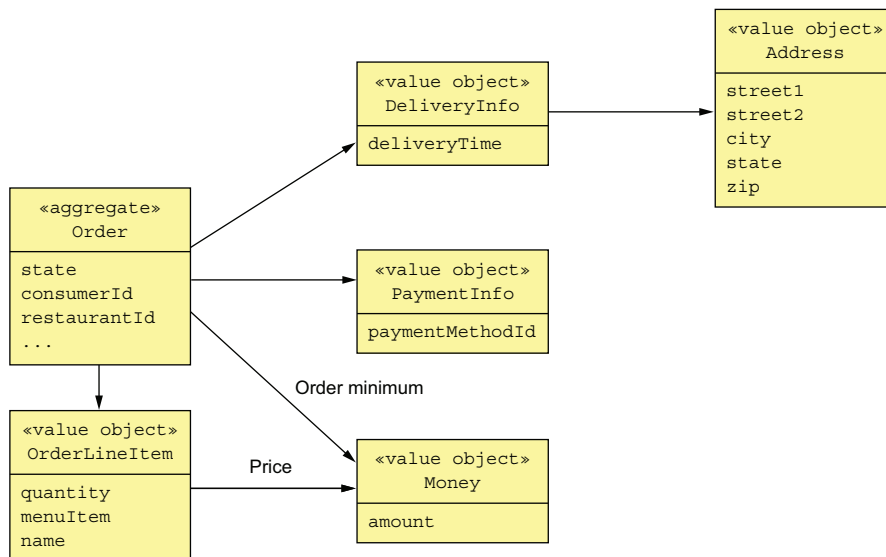 «value object»
Address
street1
street2
city
state
zip
«value object»
DeliveryInfo
deliveryTime
«aggregate»
Order
state
consumerId
restaurantId
...
«value object»
PaymentInfo
paymentMethodId
Order minimum
«value object»
OrderLineItem
quantity
menuItem
name
Price
«value object»
Money
amount